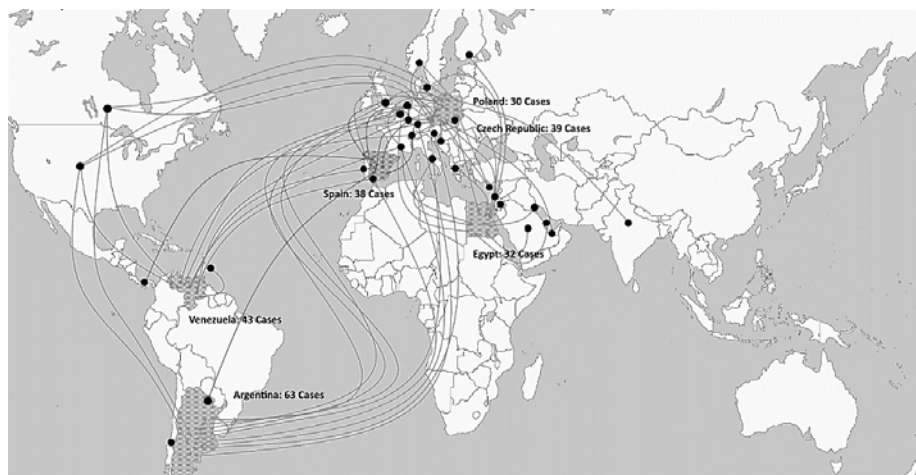 Poland: 30 Cases
Czech Republic: 39 Cases
Spain: 38 Cases
Egypt: 32 Cases
Venezuela: 43 Cases
Argentina: 63 Cases